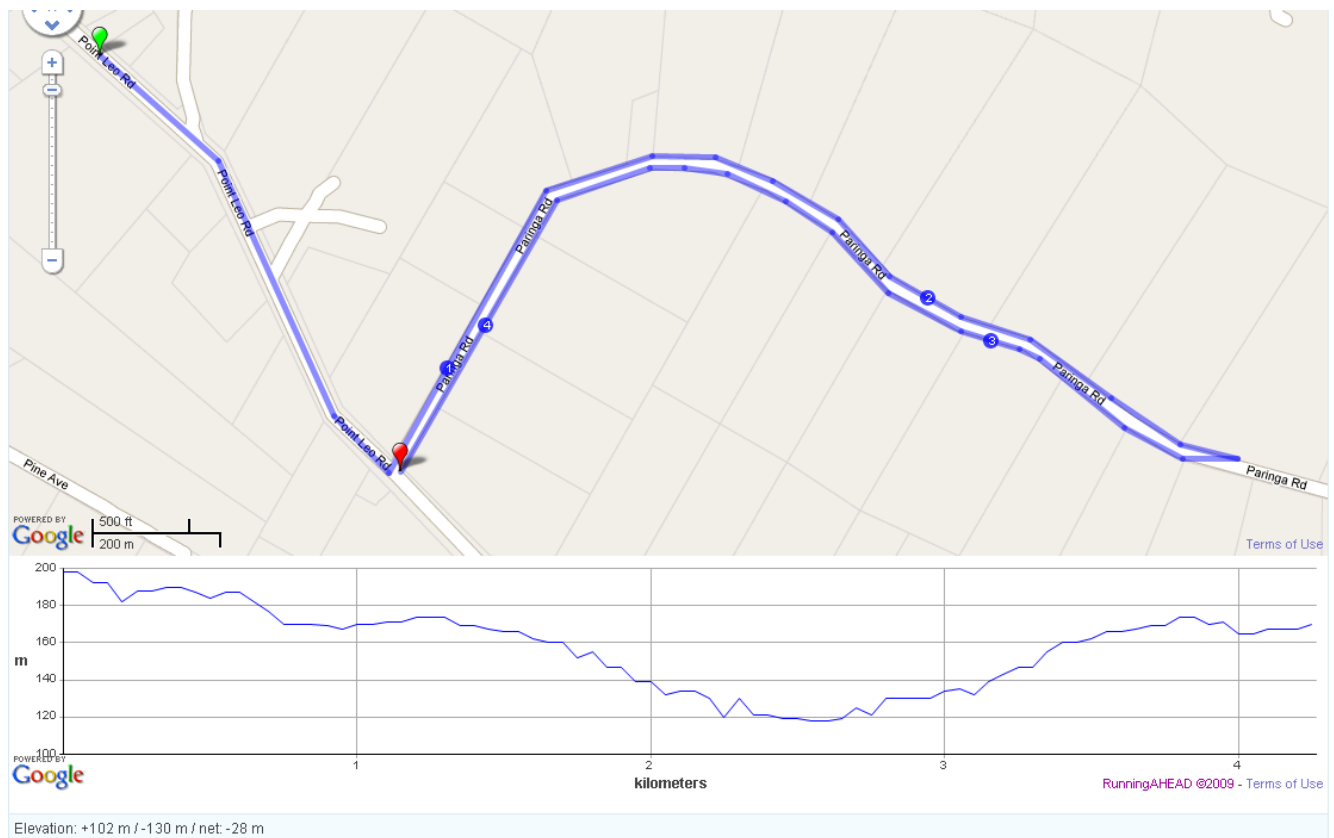 Point Leo Rd
Point Leo Rd
Point Leo Rd
Paringa Rd
Paringa Rd
Paringa Rd
Paringa Rd
Paringa Rd
1
2
3
4
Pine Ave
+
−
POWERED BY
Google
500 ft
200 m
Terms of Use
200
180
160
140
120
100
m
1
2
3
4
kilometers
POWERED BY
Google
RunningAHEAD ©2009 - Terms of Use
Elevation: +102 m / -130 m / net: -28 m